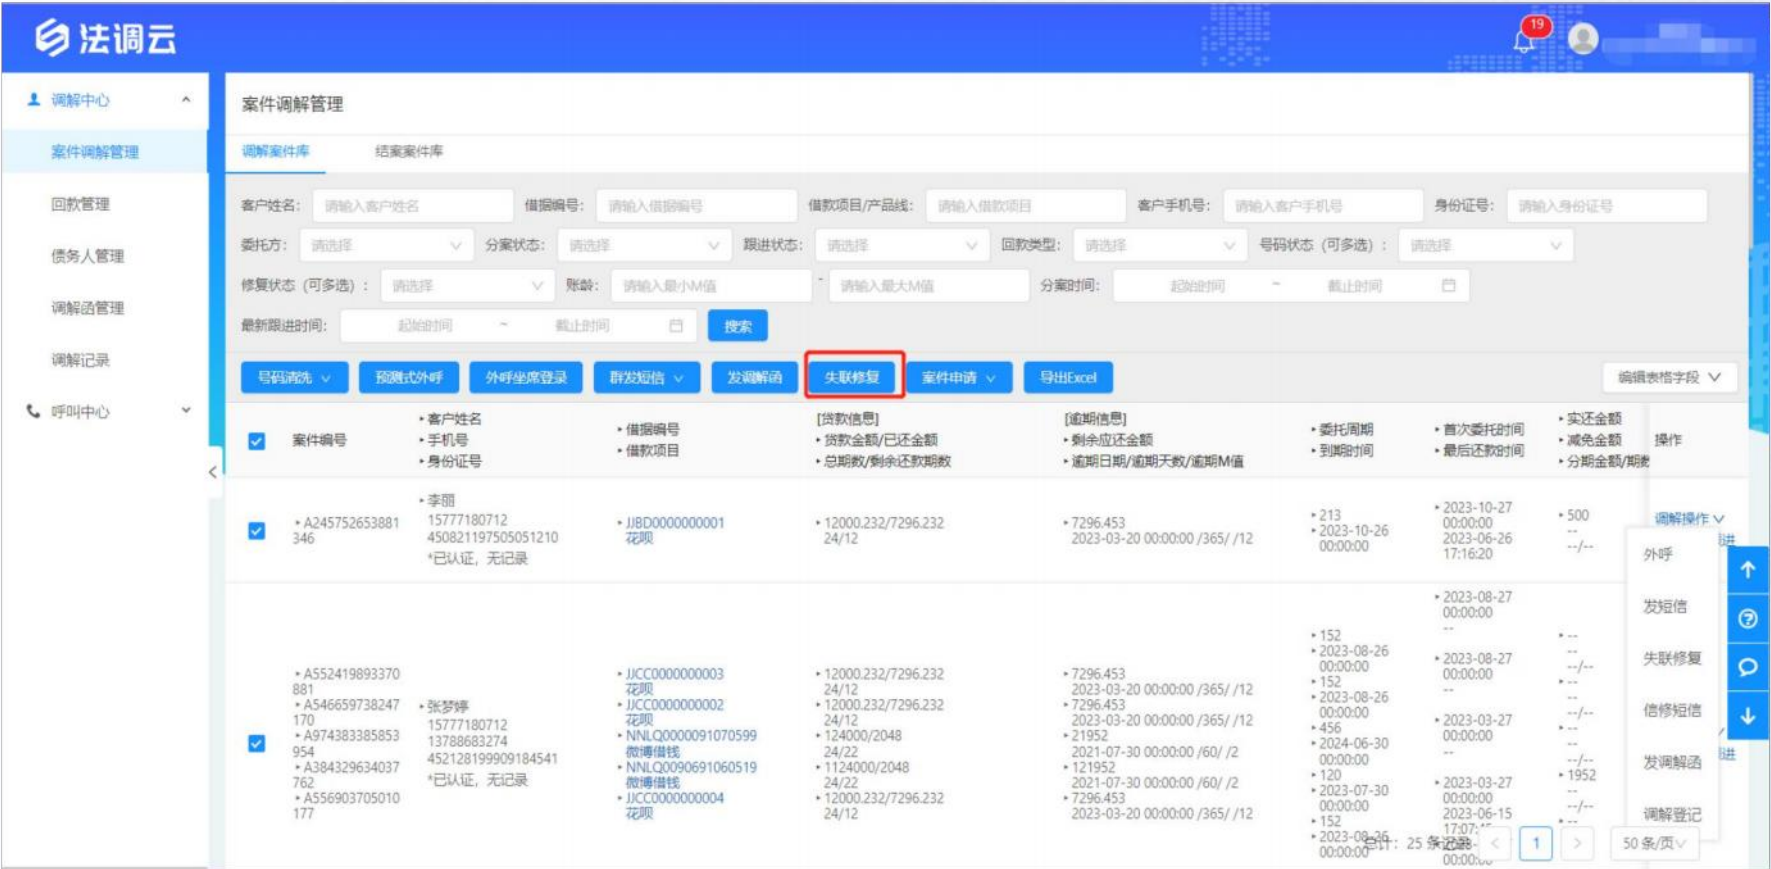 法调云
19
调解中心
案件调解管理
回款管理
债务人管理
调解函管理
调解记录
呼叫中心
案件调解管理
调解案件库 结案案件库
客户姓名: 请输入客户姓名 借据编号: 请输入借据编号 借款项目/产品线: 请输入借款项目 客户手机号: 请输入客户手机号 身份证号: 请输入身份证号
委托方: 请选择 分案状态: 请选择 跟进状态: 请选择 回款类型: 请选择 号码状态（可多选）: 请选择
修复状态（可多选）: 请选择 账龄: 请输入最小M值 - 请输入最大M值 分案时间: 起始时间 ~ 截止时间
最新跟进时间: 起始时间 ~ 截止时间 搜索
号码清洗 预测式外呼 外呼坐席登录 群发短信 发调解函 失联修复 案件申请 导出Excel 编辑表格字段
案件编号
客户姓名
手机号
身份证号
借据编号
借款项目
[贷款信息]
贷款金额/已还金额
总期数/剩余还款期数
[逾期信息]
剩余应还金额
逾期日期/逾期天数/逾期M值
委托周期
到期时间
首次委托时间
最后还款时间
实还金额
减免金额
分期金额/期数
操作
A245752653881
346
李丽
15777180712
450821197505051210
*已认证，无记录
JJBD0000000001
花呗
12000.232/7296.232
24/12
7296.453
2023-03-20 00:00:00 /365/ /12
213
2023-10-26
00:00:00
2023-10-27
00:00:00
2023-06-26
17:16:20
500
--
--/--
调解操作
进
A552419893370
881
A546659738247
170
A974383385853
954
A384329634037
762
A556903705010
177
张梦婷
15777180712
13788683274
452128199909184541
*已认证，无记录
JJCC0000000003
花呗
JJCC0000000002
花呗
NNLQ0000091070599
微博借钱
NNLQ0090691060519
微博借钱
JJCC0000000004
花呗
12000.232/7296.232
24/12
12000.232/7296.232
24/12
124000/2048
24/22
1124000/2048
24/22
12000.232/7296.232
24/12
7296.453
2023-03-20 00:00:00 /365/ /12
7296.453
2023-03-20 00:00:00 /365/ /12
21952
2021-07-30 00:00:00 /60/ /2
121952
2021-07-30 00:00:00 /60/ /2
7296.453
2023-03-20 00:00:00 /365/ /12
152
2023-08-26
00:00:00
152
2023-08-26
00:00:00
456
2024-06-30
00:00:00
120
2023-07-30
00:00:00
152
2023-08-26
00:00:00
2023-08-27
00:00:00
--
2023-08-27
00:00:00
--
2023-03-27
00:00:00
--
2023-03-27
00:00:00
2023-06-15
17:07:
00:00:00
--
--
--/--
--
--
--/--
--
--/--
1952
--
--/--
--
进
外呼
发短信
失联修复
信修短信
发调解函
调解登记
总计: 25 条记录 < 1 > 50 条/页